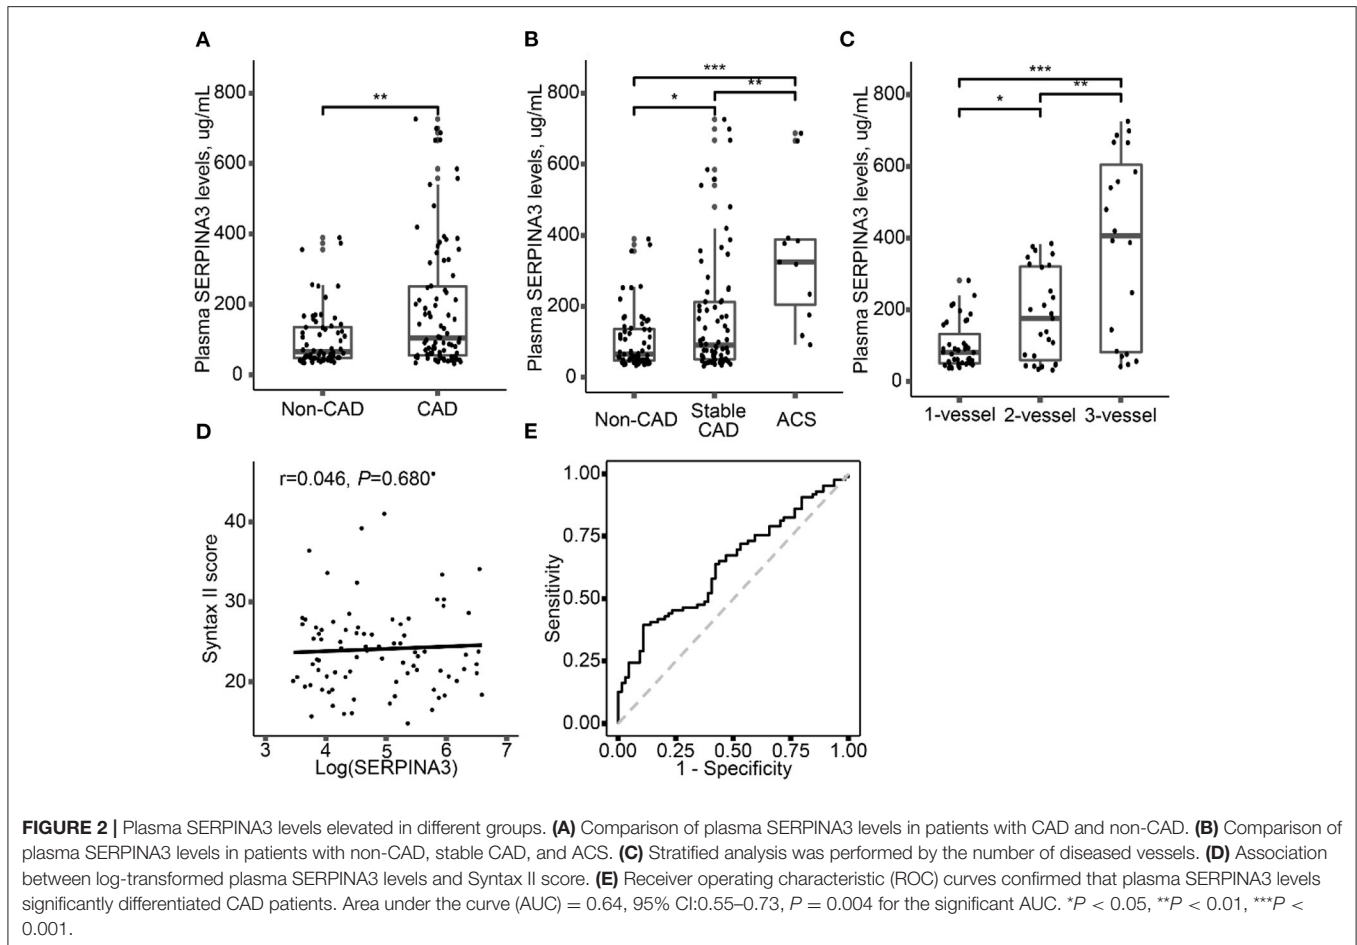 A
Plasma SERPINA3 levels, ug/mL
800
600
400
200
0
**
Non-CAD
CAD
B
Plasma SERPINA3 levels, ug/mL
800
600
400
200
0
***
**
*
Non-CAD
Stable
CAD
ACS
C
Plasma SERPINA3 levels, ug/mL
800
600
400
200
0
***
**
*
1-vessel
2-vessel
3-vessel
D
r=0.046, P=0.680
Syntax II score
40
30
20
3
4
5
6
7
Log(SERPINA3)
E
Sensitivity
1.00
0.75
0.50
0.25
0.00
0.00
0.25
0.50
0.75
1.00
1 - Specificity
FIGURE 2 | Plasma SERPINA3 levels elevated in different groups. (A) Comparison of plasma SERPINA3 levels in patients with CAD and non-CAD. (B) Comparison of
plasma SERPINA3 levels in patients with non-CAD, stable CAD, and ACS. (C) Stratified analysis was performed by the number of diseased vessels. (D) Association
between log-transformed plasma SERPINA3 levels and Syntax II score. (E) Receiver operating characteristic (ROC) curves confirmed that plasma SERPINA3 levels
significantly differentiated CAD patients. Area under the curve (AUC) = 0.64, 95% CI:0.55–0.73, P = 0.004 for the significant AUC. *P < 0.05, **P < 0.01, ***P <
0.001.